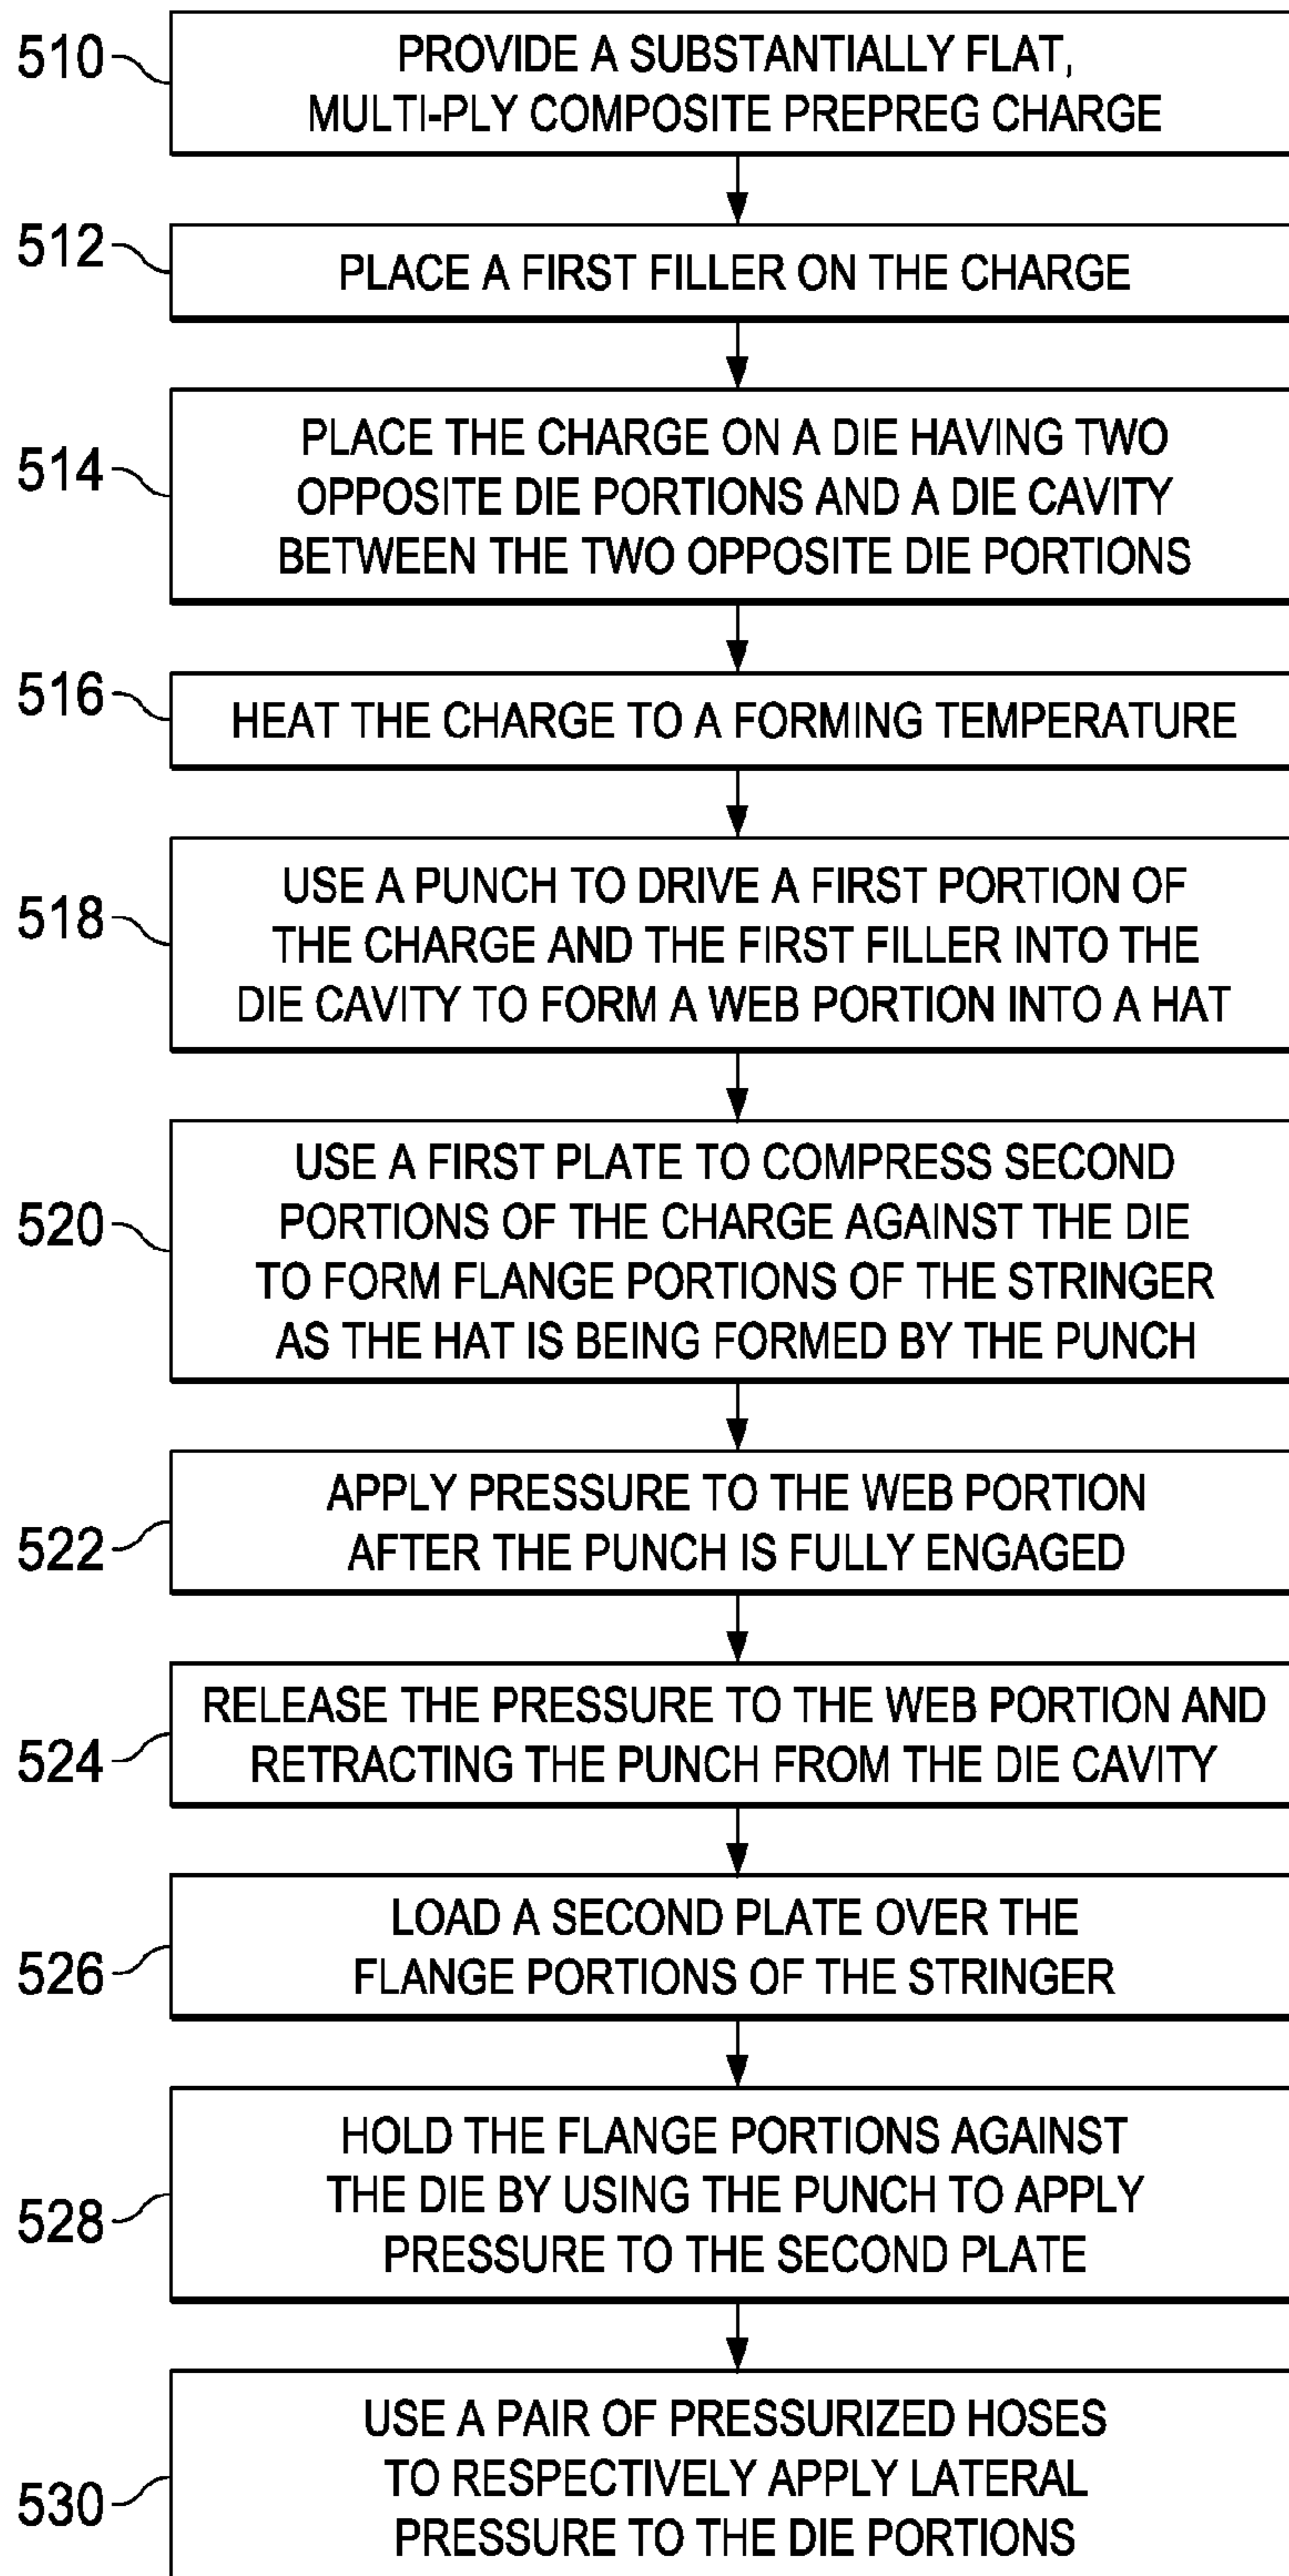 510
PROVIDE A SUBSTANTIALLY FLAT,
MULTI-PLY COMPOSITE PREPREG CHARGE
512
PLACE A FIRST FILLER ON THE CHARGE
514
PLACE THE CHARGE ON A DIE HAVING TWO
OPPOSITE DIE PORTIONS AND A DIE CAVITY
BETWEEN THE TWO OPPOSITE DIE PORTIONS
516
HEAT THE CHARGE TO A FORMING TEMPERATURE
518
USE A PUNCH TO DRIVE A FIRST PORTION OF
THE CHARGE AND THE FIRST FILLER INTO THE
DIE CAVITY TO FORM A WEB PORTION INTO A HAT
520
USE A FIRST PLATE TO COMPRESS SECOND
PORTIONS OF THE CHARGE AGAINST THE DIE
TO FORM FLANGE PORTIONS OF THE STRINGER
AS THE HAT IS BEING FORMED BY THE PUNCH
522
APPLY PRESSURE TO THE WEB PORTION
AFTER THE PUNCH IS FULLY ENGAGED
524
RELEASE THE PRESSURE TO THE WEB PORTION AND
RETRACTING THE PUNCH FROM THE DIE CAVITY
526
LOAD A SECOND PLATE OVER THE
FLANGE PORTIONS OF THE STRINGER
528
HOLD THE FLANGE PORTIONS AGAINST
THE DIE BY USING THE PUNCH TO APPLY
PRESSURE TO THE SECOND PLATE
530
USE A PAIR OF PRESSURIZED HOSES
TO RESPECTIVELY APPLY LATERAL
PRESSURE TO THE DIE PORTIONS